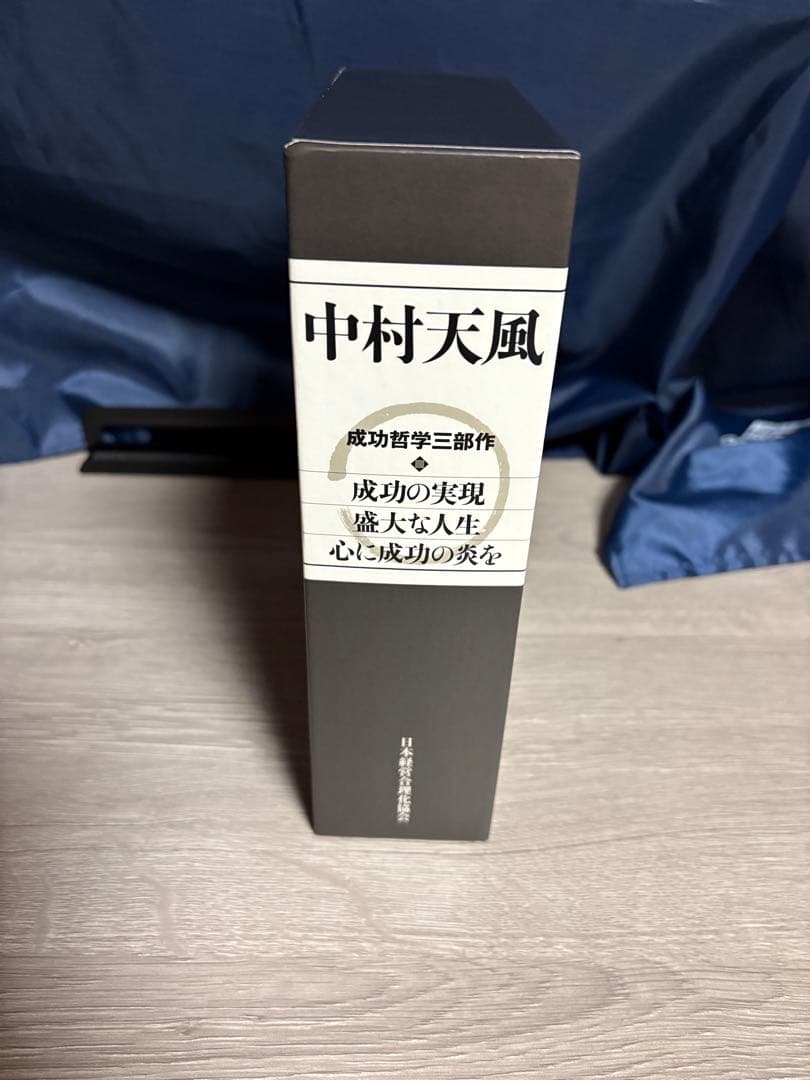 中村天風
成功哲学三部作
成功の実現
盛大な人生
心に成功の炎を
日本経営合理化協会